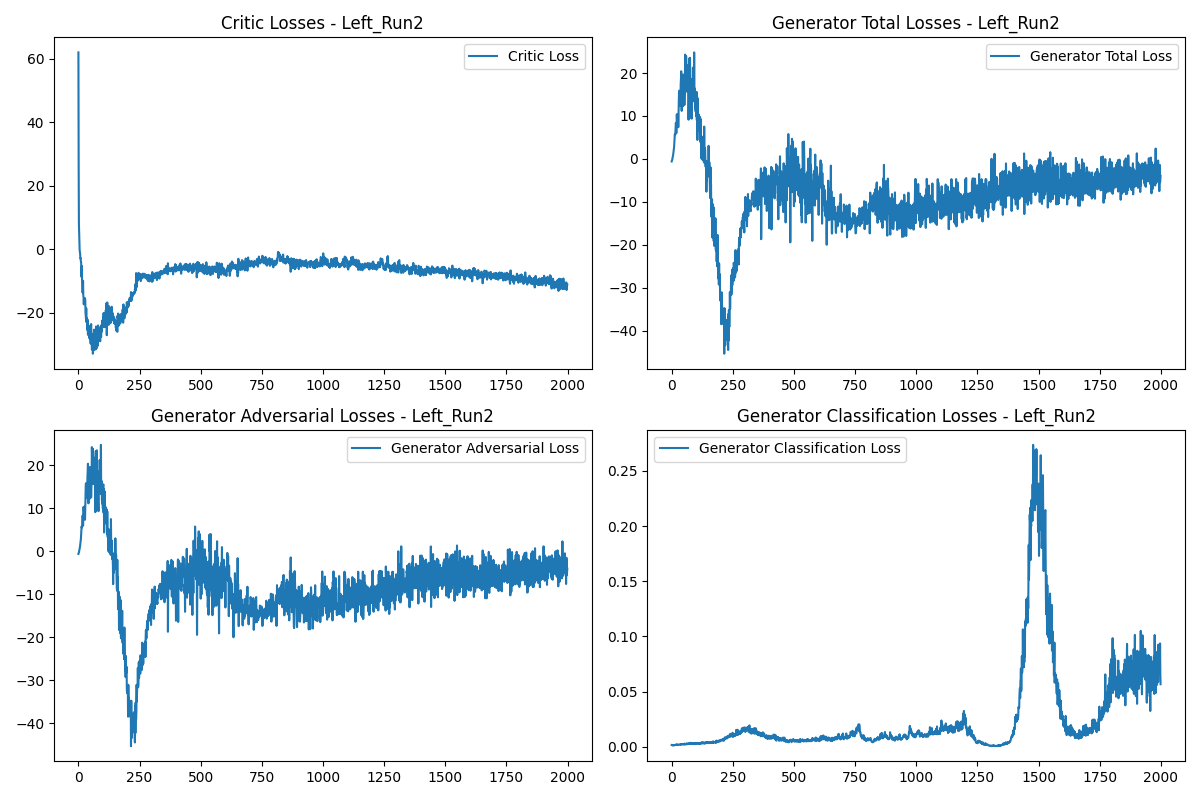 Critic Losses - Left_Run2
Critic Loss
60
40
20
0
−20
0 250 500 750 1000 1250 1500 1750 2000
Generator Total Losses - Left_Run2
Generator Total Loss
20
10
0
−10
−20
−30
−40
0 250 500 750 1000 1250 1500 1750 2000
Generator Adversarial Losses - Left_Run2
Generator Adversarial Loss
20
10
0
−10
−20
−30
−40
0 250 500 750 1000 1250 1500 1750 2000
Generator Classification Losses - Left_Run2
Generator Classification Loss
0.25
0.20
0.15
0.10
0.05
0.00
0 250 500 750 1000 1250 1500 1750 2000